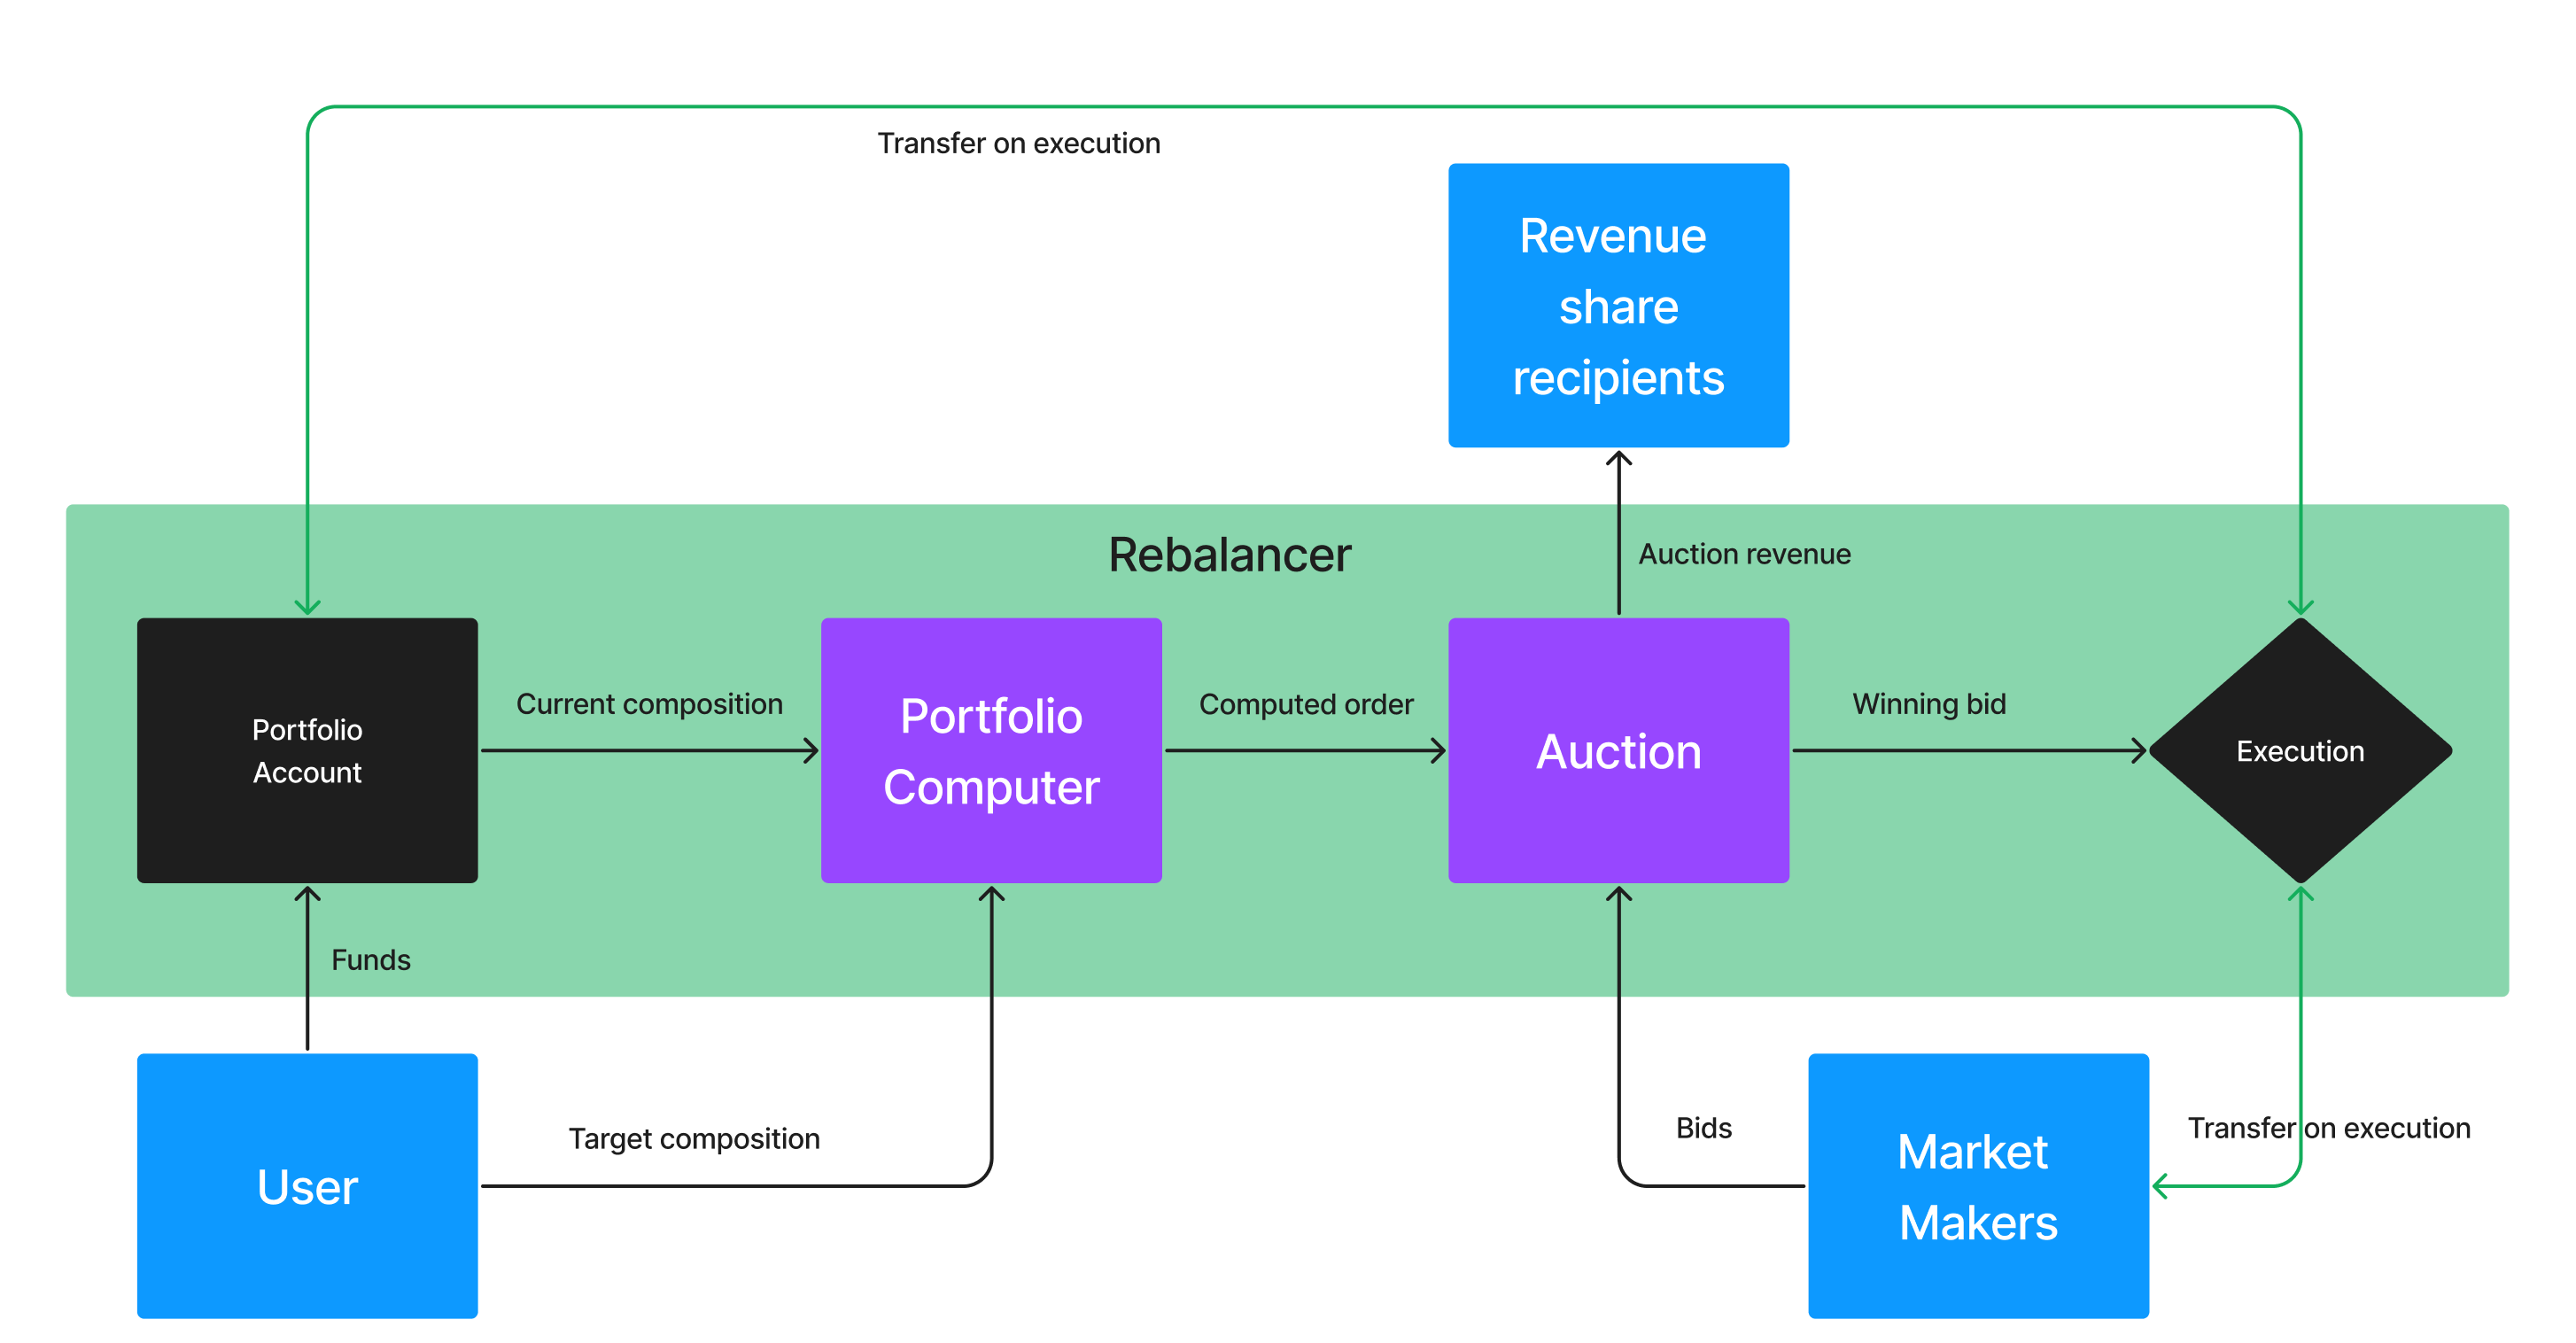 Transfer on execution
Revenue
share
recipients
Rebalancer
Auction revenue
Portfolio
Account
Current composition
Portfolio
Computer
Computed order
Auction
Winning bid
Execution
Funds
User
Target composition
Bids
Market
Makers
Transfer on execution